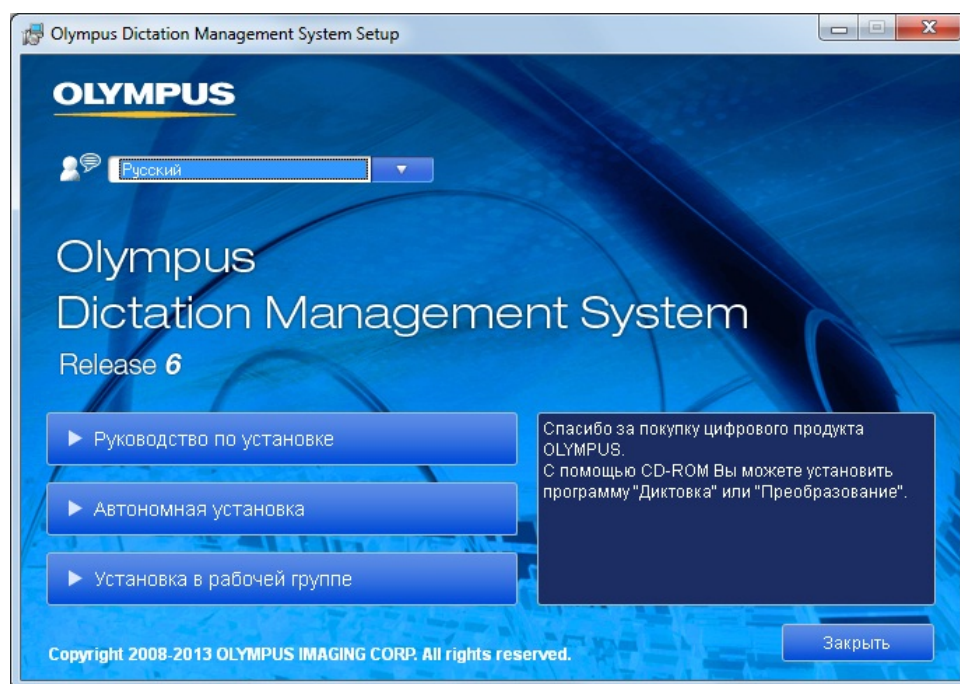 Olympus Dictation Management System Setup
OLYMPUS
Русский
Olympus
Dictation Management System
Release 6
Руководство по установке
Автономная установка
Установка в рабочей группе
Спасибо за покупку цифрового продукта
OLYMPUS.
С помощью CD-ROM Вы можете установить
программу "Диктовка" или "Преобразование".
Закрыть
Copyright 2008-2013 OLYMPUS IMAGING CORP. All rights reserved.